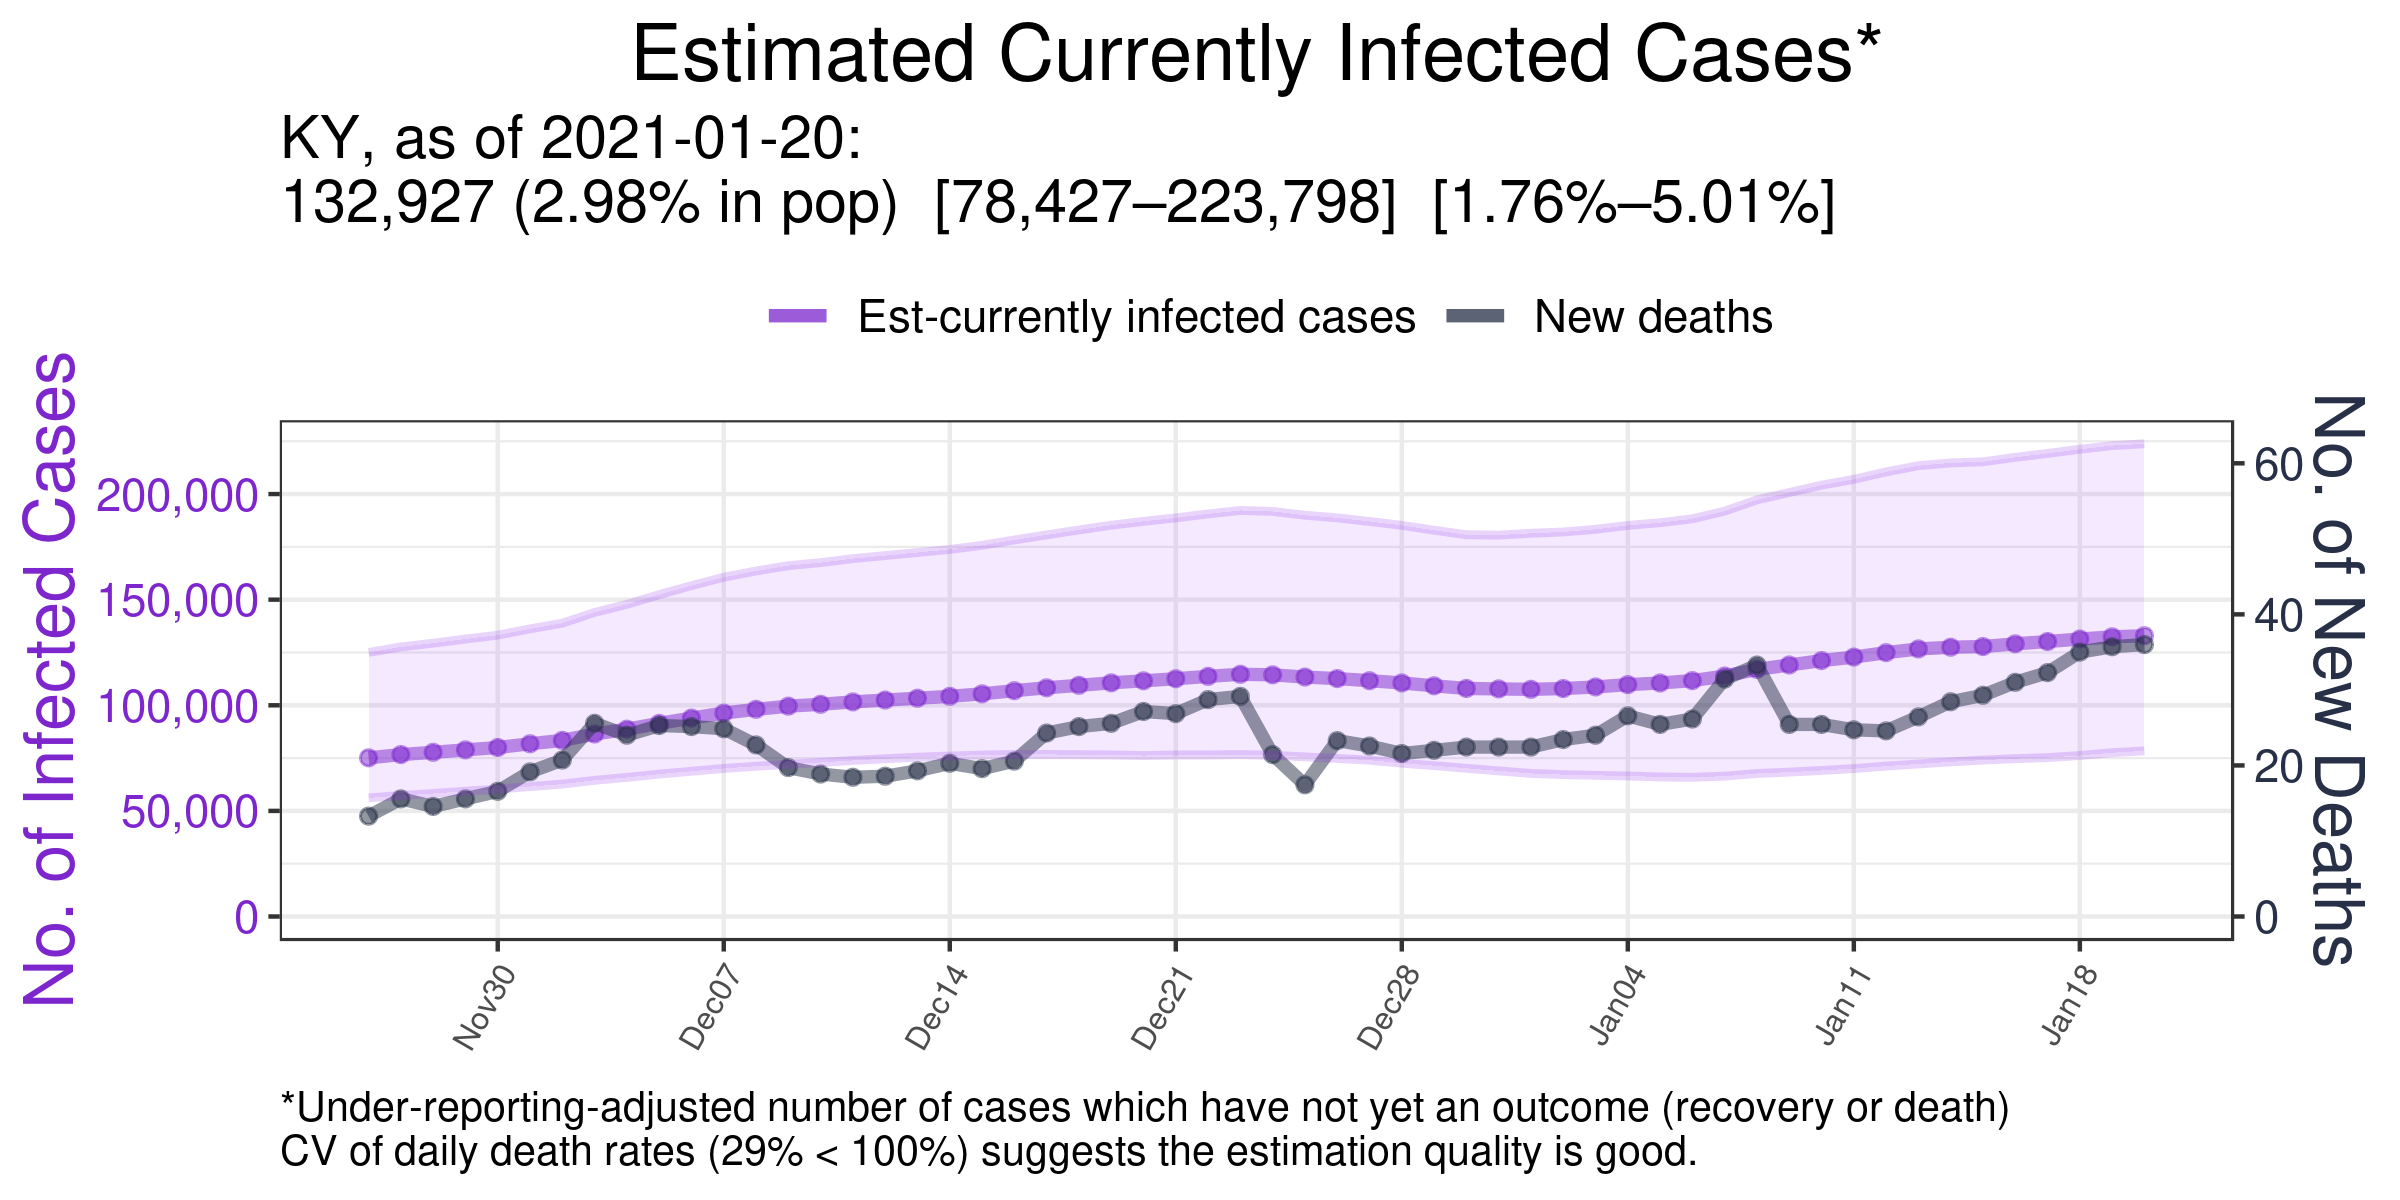 Estimated Currently Infected Cases*
KY, as of 2021-01-20:
132,927 (2.98% in pop) [78,427–223,798] [1.76%–5.01%]
Est-currently infected cases
New deaths
No. of Infected Cases
200,000
150,000
100,000
50,000
0
60
40
20
0
No. of New Deaths
Nov30
Dec07
Dec14
Dec21
Dec28
Jan04
Jan11
Jan18
*Under-reporting-adjusted number of cases which have not yet an outcome (recovery or death)
CV of daily death rates (29% < 100%) suggests the estimation quality is good.